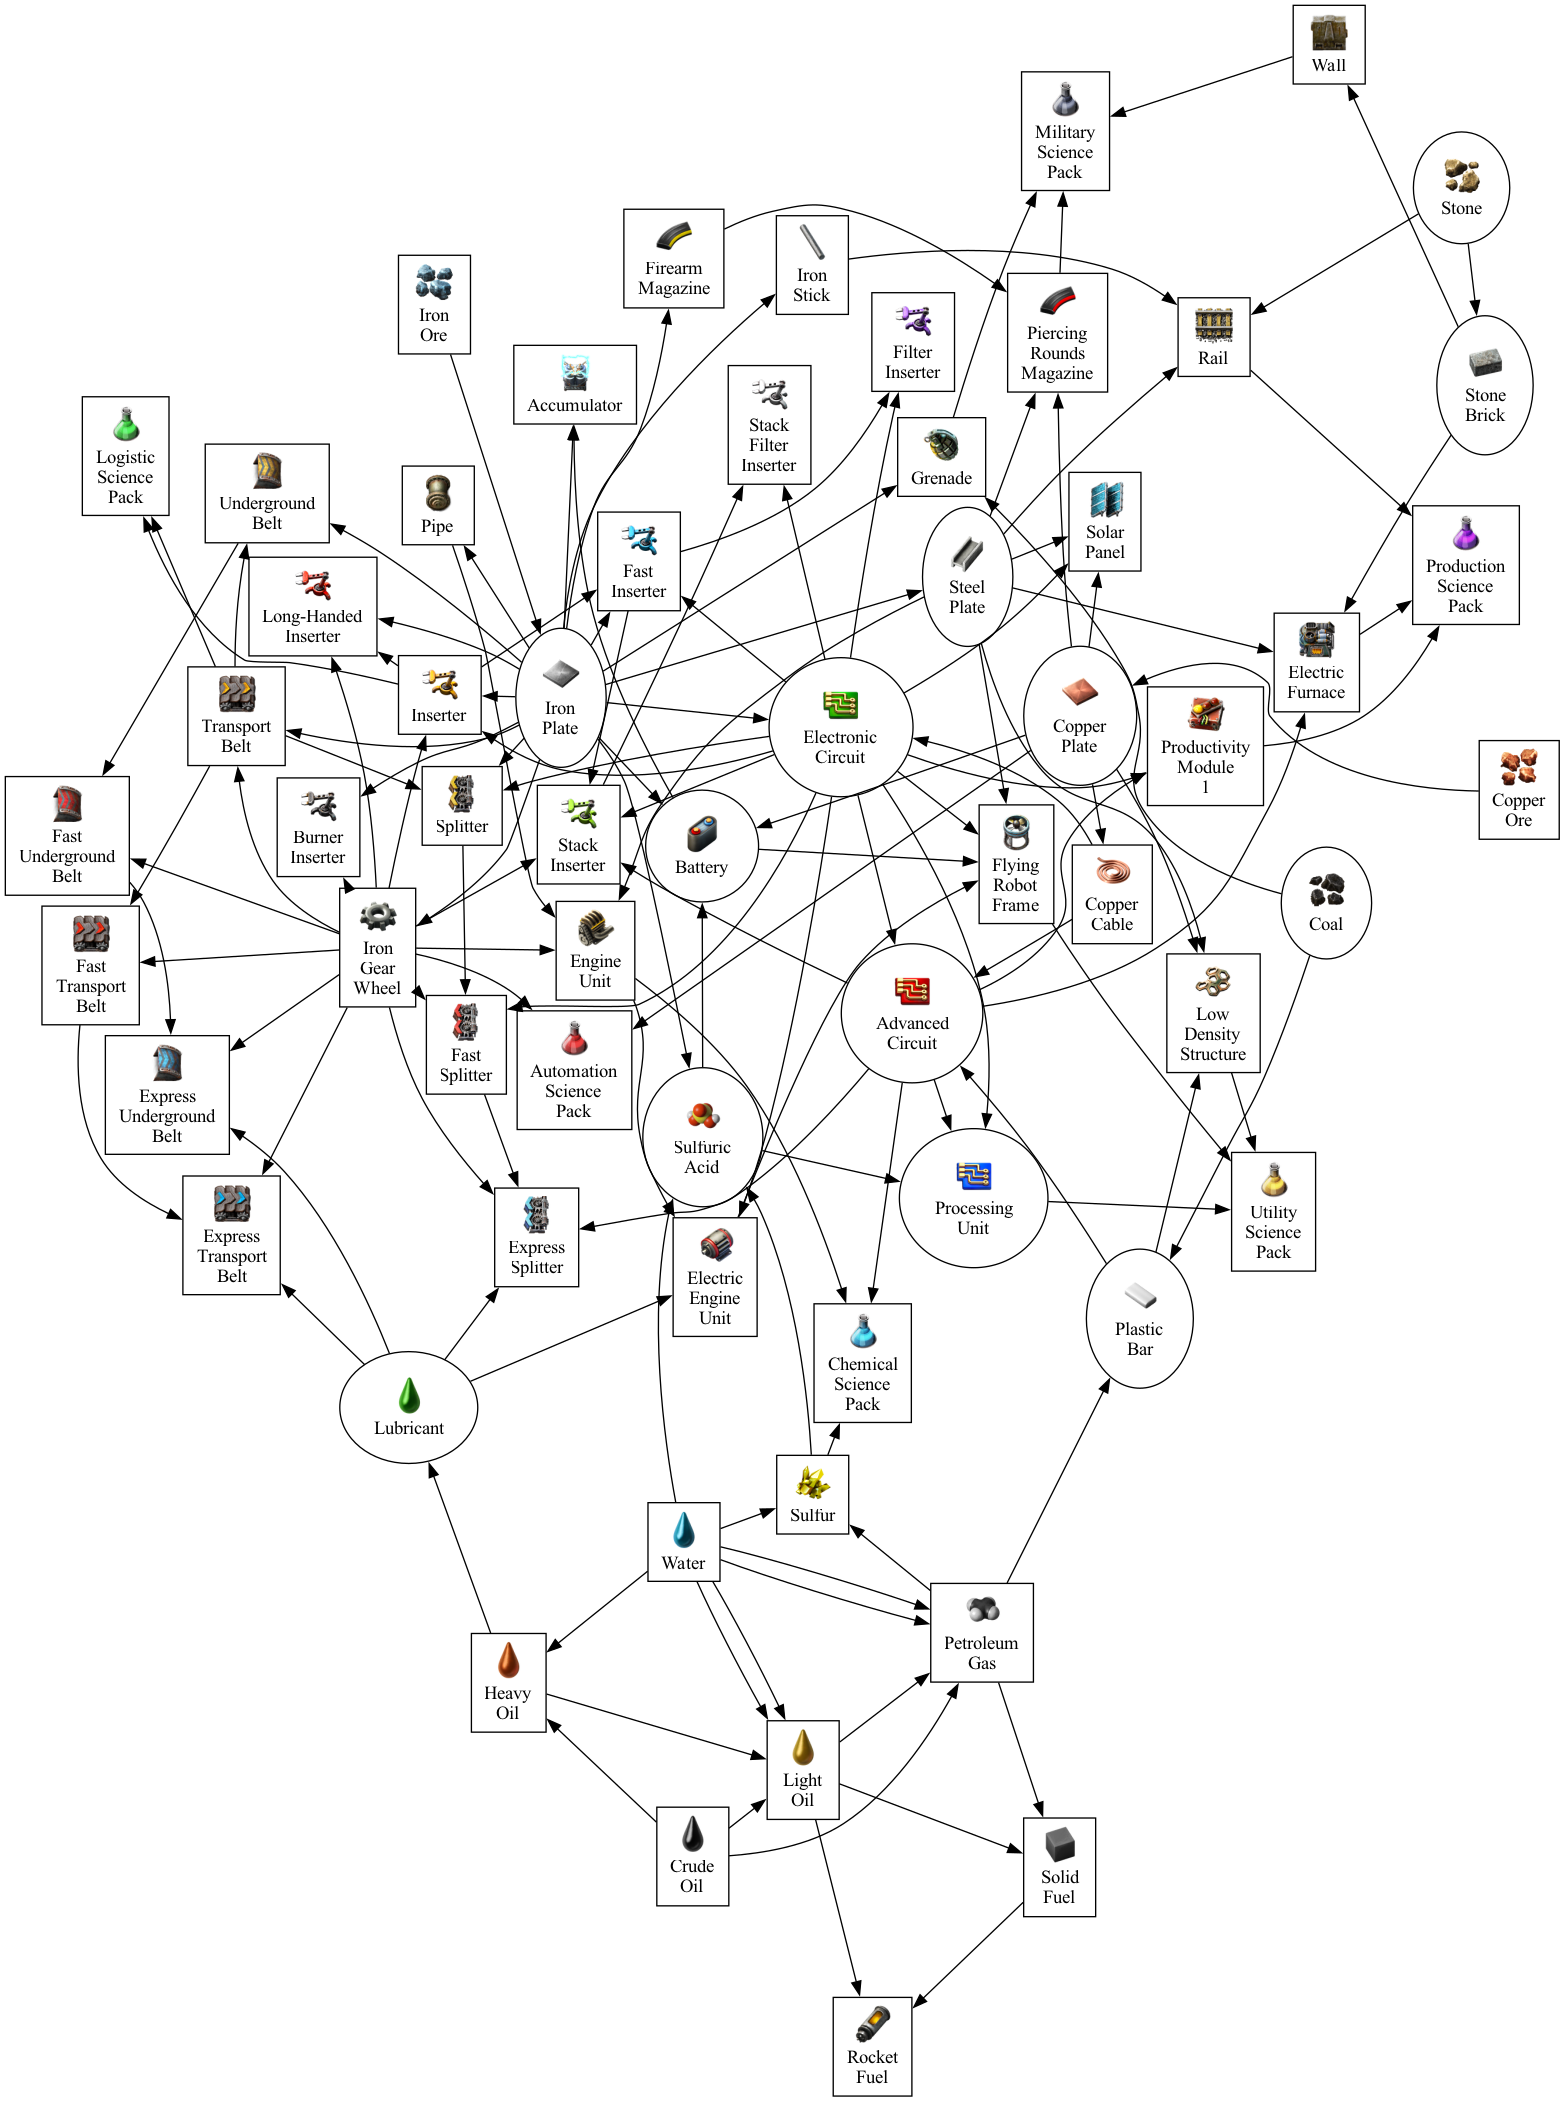 Wall
Military
Science
Pack
Stone
Firearm
Magazine
Iron
Stick
Iron
Ore
Piercing
Rounds
Magazine
Rail
Filter
Inserter
Stone
Brick
Accumulator
Stack
Filter
Inserter
Logistic
Science
Pack
Underground
Belt
Pipe
Grenade
Solar
Panel
Fast
Inserter
Steel
Plate
Production
Science
Pack
Long-Handed
Inserter
Electric
Furnace
Transport
Belt
Inserter
Iron
Plate
Electronic
Circuit
Copper
Plate
Productivity
Module
1
Copper
Ore
Fast
Underground
Belt
Burner
Inserter
Splitter
Stack
Inserter
Battery
Flying
Robot
Frame
Copper
Cable
Coal
Fast
Transport
Belt
Iron
Gear
Wheel
Engine
Unit
Advanced
Circuit
Low
Density
Structure
Fast
Splitter
Automation
Science
Pack
Express
Underground
Belt
Sulfuric
Acid
Processing
Unit
Utility
Science
Pack
Express
Transport
Belt
Express
Splitter
Electric
Engine
Unit
Chemical
Science
Pack
Plastic
Bar
Lubricant
Sulfur
Water
Petroleum
Gas
Heavy
Oil
Light
Oil
Crude
Oil
Solid
Fuel
Rocket
Fuel